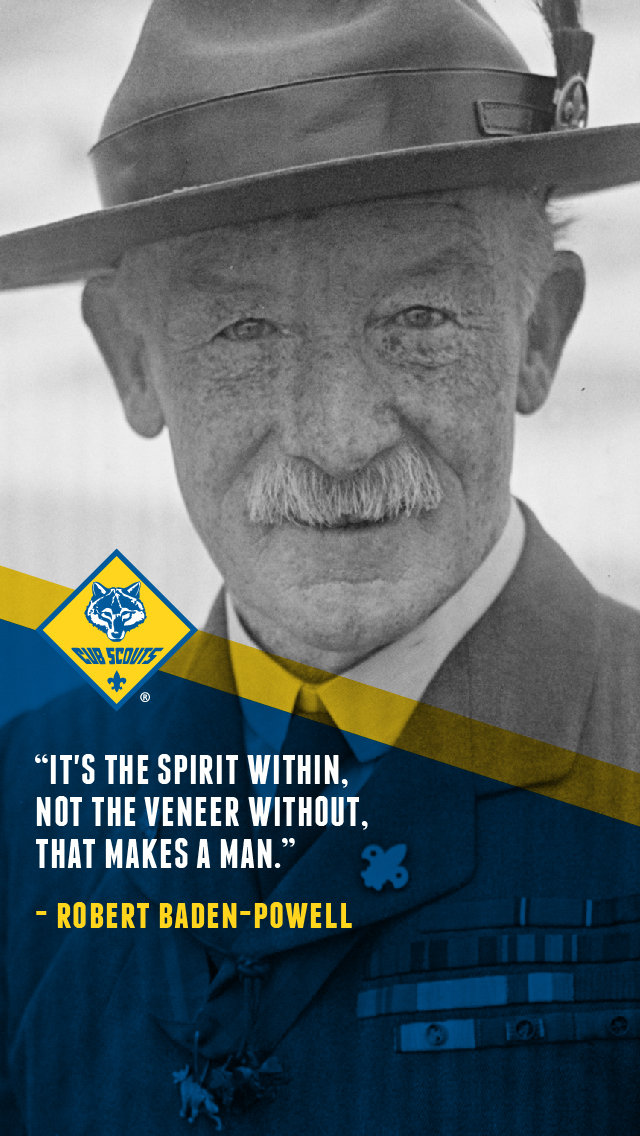 CUB SCOUTS
®
“IT'S THE SPIRIT WITHIN,
NOT THE VENEER WITHOUT,
THAT MAKES A MAN.”
- ROBERT BADEN-POWELL